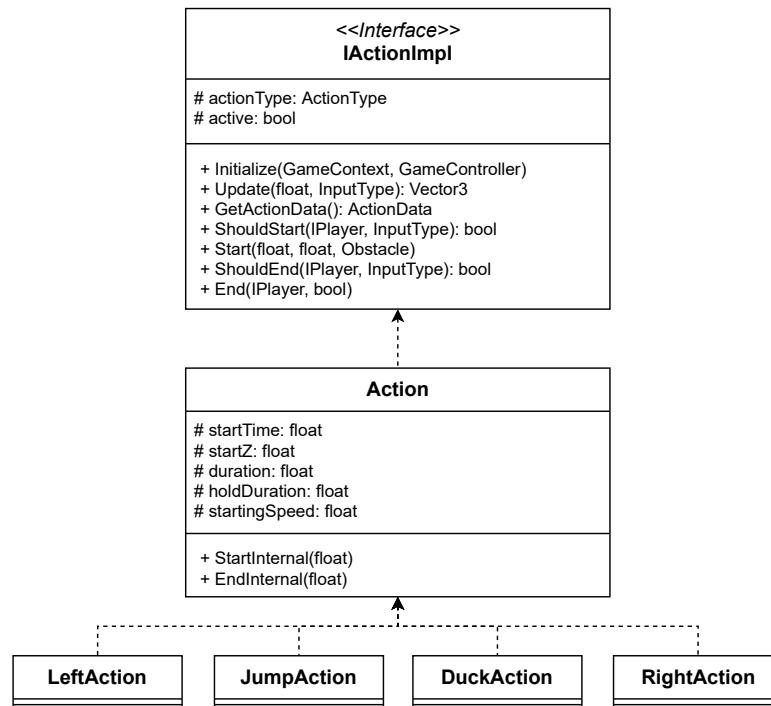 <<Interface>>
IActionImpl
# actionType: ActionType
# active: bool
+ Initialize(GameContext, GameController)
+ Update(float, InputType): Vector3
+ GetActionData(): ActionData
+ ShouldStart(IPlayer, InputType): bool
+ Start(float, float, Obstacle)
+ ShouldEnd(IPlayer, InputType): bool
+ End(IPlayer, bool)
Action
# startTime: float
# startZ: float
# duration: float
# holdDuration: float
# startingSpeed: float
+ StartInternal(float)
+ EndInternal(float)
LeftAction
JumpAction
DuckAction
RightAction